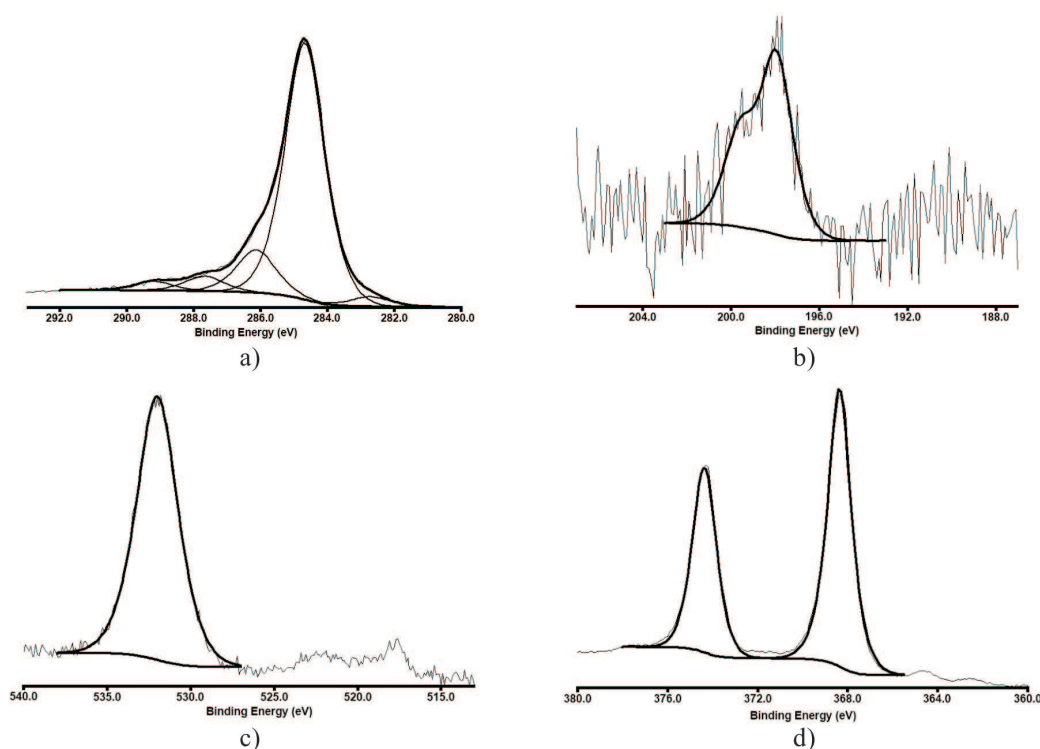 292.0 290.0 288.0 286.0 284.0 282.0 280.0
Binding Energy (eV)
a)
204.0 200.0 196.0 192.0 188.0
Binding Energy (eV)
b)
540.0 535.0 530.0 525.0 520.0 515.0
Binding Energy (eV)
c)
380.0 376.0 372.0 368.0 364.0 360.0
Binding Energy (eV)
d)